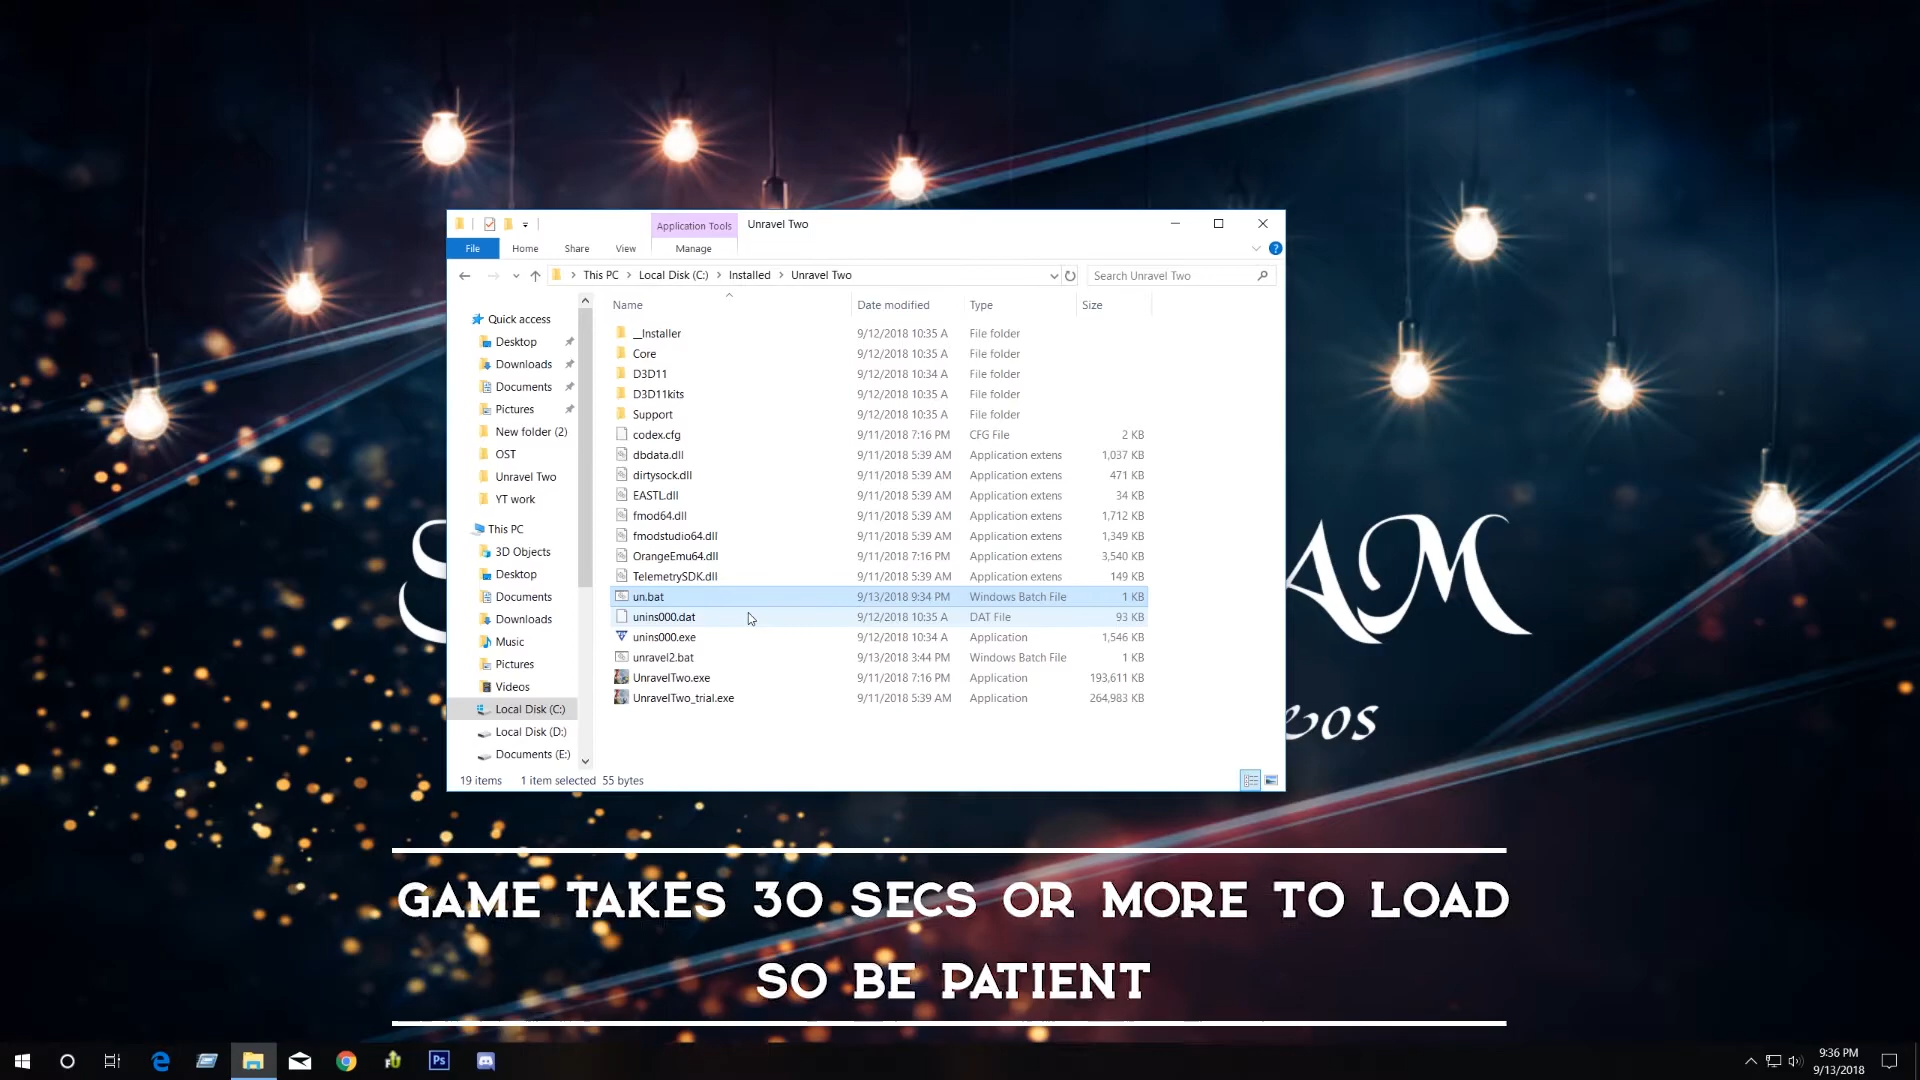 Application Tools Unravel Two
File Home Share View Manage
This PC Local Disk (C:) Installed Unravel Two Search Unravel Two
Name Date modified Type Size
Quick access
Desktop
Downloads
Documents
Pictures
New folder (2)
OST
Unravel Two
YT work
This PC
3D Objects
Desktop
Documents
Downloads
Music
Pictures
Videos
Local Disk (C:)
Local Disk (D:)
Documents (E:)
__Installer 9/12/2018 10:35 A File folder
Core 9/12/2018 10:35 A File folder
D3D11 9/12/2018 10:34 A File folder
D3D11kits 9/12/2018 10:35 A File folder
Support 9/12/2018 10:35 A File folder
codex.cfg 9/11/2018 7:16 PM CFG File 2 KB
dbdata.dll 9/11/2018 5:39 AM Application extens 1,037 KB
dirtysock.dll 9/11/2018 5:39 AM Application extens 471 KB
EASTL.dll 9/11/2018 5:39 AM Application extens 34 KB
fmod64.dll 9/11/2018 5:39 AM Application extens 1,712 KB
fmodstudio64.dll 9/11/2018 5:39 AM Application extens 1,349 KB
OrangeEmu64.dll 9/11/2018 7:16 PM Application extens 3,540 KB
TelemetrySDK.dll 9/11/2018 5:39 AM Application extens 149 KB
un.bat 9/13/2018 9:34 PM Windows Batch File 1 KB
unins000.dat 9/12/2018 10:35 A DAT File 93 KB
unins000.exe 9/12/2018 10:34 A Application 1,546 KB
unravel2.bat 9/13/2018 3:44 PM Windows Batch File 1 KB
UnravelTwo.exe 9/11/2018 7:16 PM Application 193,611 KB
UnravelTwo_trial.exe 9/11/2018 5:39 AM Application 264,983 KB
19 items 1 item selected 55 bytes
GAME TAKES 30 SECS OR MORE TO LOAD
SO BE PATIENT
Ps
9:36 PM
9/13/2018